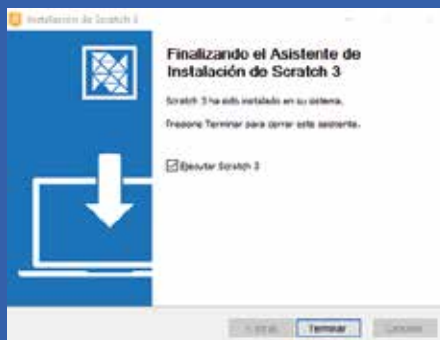 Instalación de Scratch 3
Finalizando el Asistente de
Instalación de Scratch 3
Scratch 3 ha sido instalado en su sistema.
Presione Terminar para cerrar este asistente.
Ejecutar Scratch 3
Terminar
Cancelar